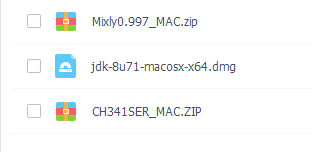 Mixly0.997_MAC.zip
jdk-8u71-macosx-x64.dmg
CH341SER_MAC.ZIP